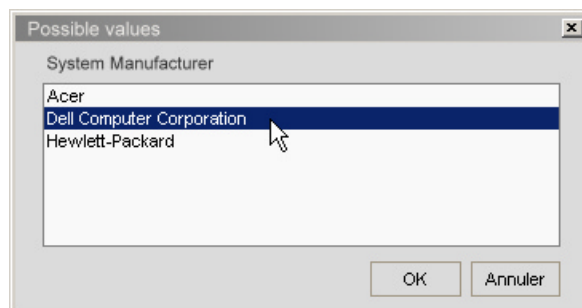 Possible values
System Manufacturer
Acer
Dell Computer Corporation
Hewlett-Packard
OK
Annuler